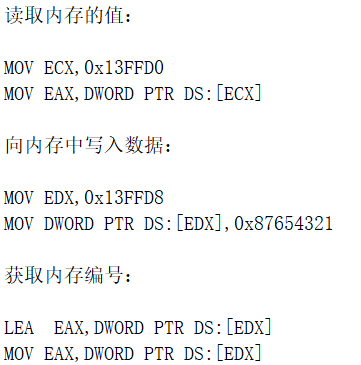 读取内存的值：
MOV ECX,0x13FFD0
MOV EAX,DWORD PTR DS:[ECX]
向内存中写入数据：
MOV EDX,0x13FFD8
MOV DWORD PTR DS:[EDX],0x87654321
获取内存编号：
LEA  EAX,DWORD PTR DS:[EDX]
MOV EAX,DWORD PTR DS:[EDX]